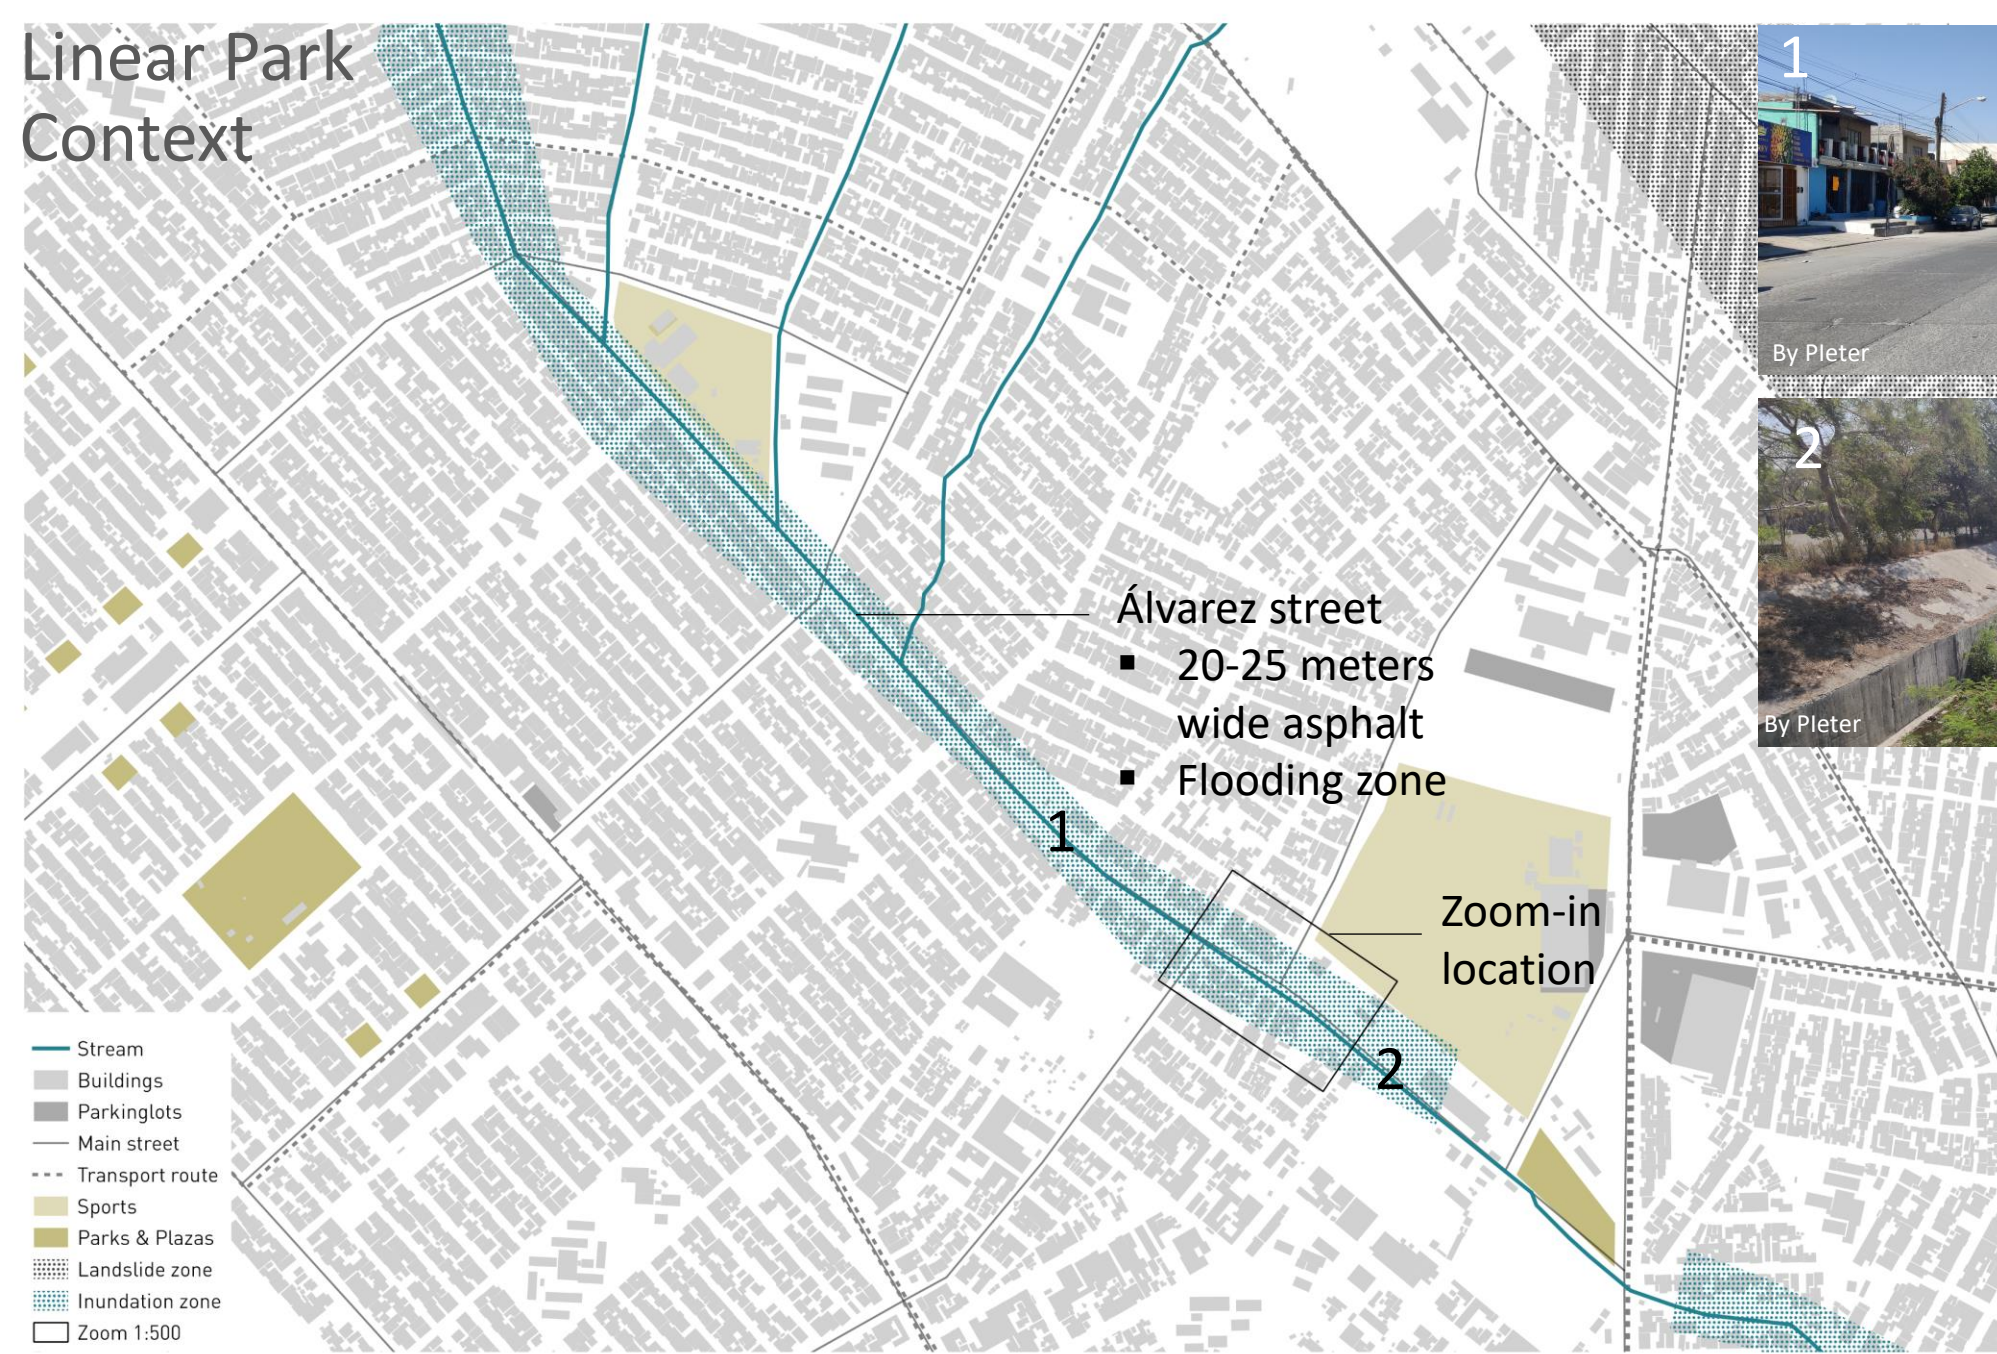 Linear Park
Context
1
By Pleter
2
By Pleter
Álvarez street
▪ 20-25 meters
wide asphalt
▪ Flooding zone
1
Zoom-in
location
2
Stream
Buildings
Parkinglots
Main street
Transport route
Sports
Parks & Plazas
Landslide zone
Inundation zone
Zoom 1:500